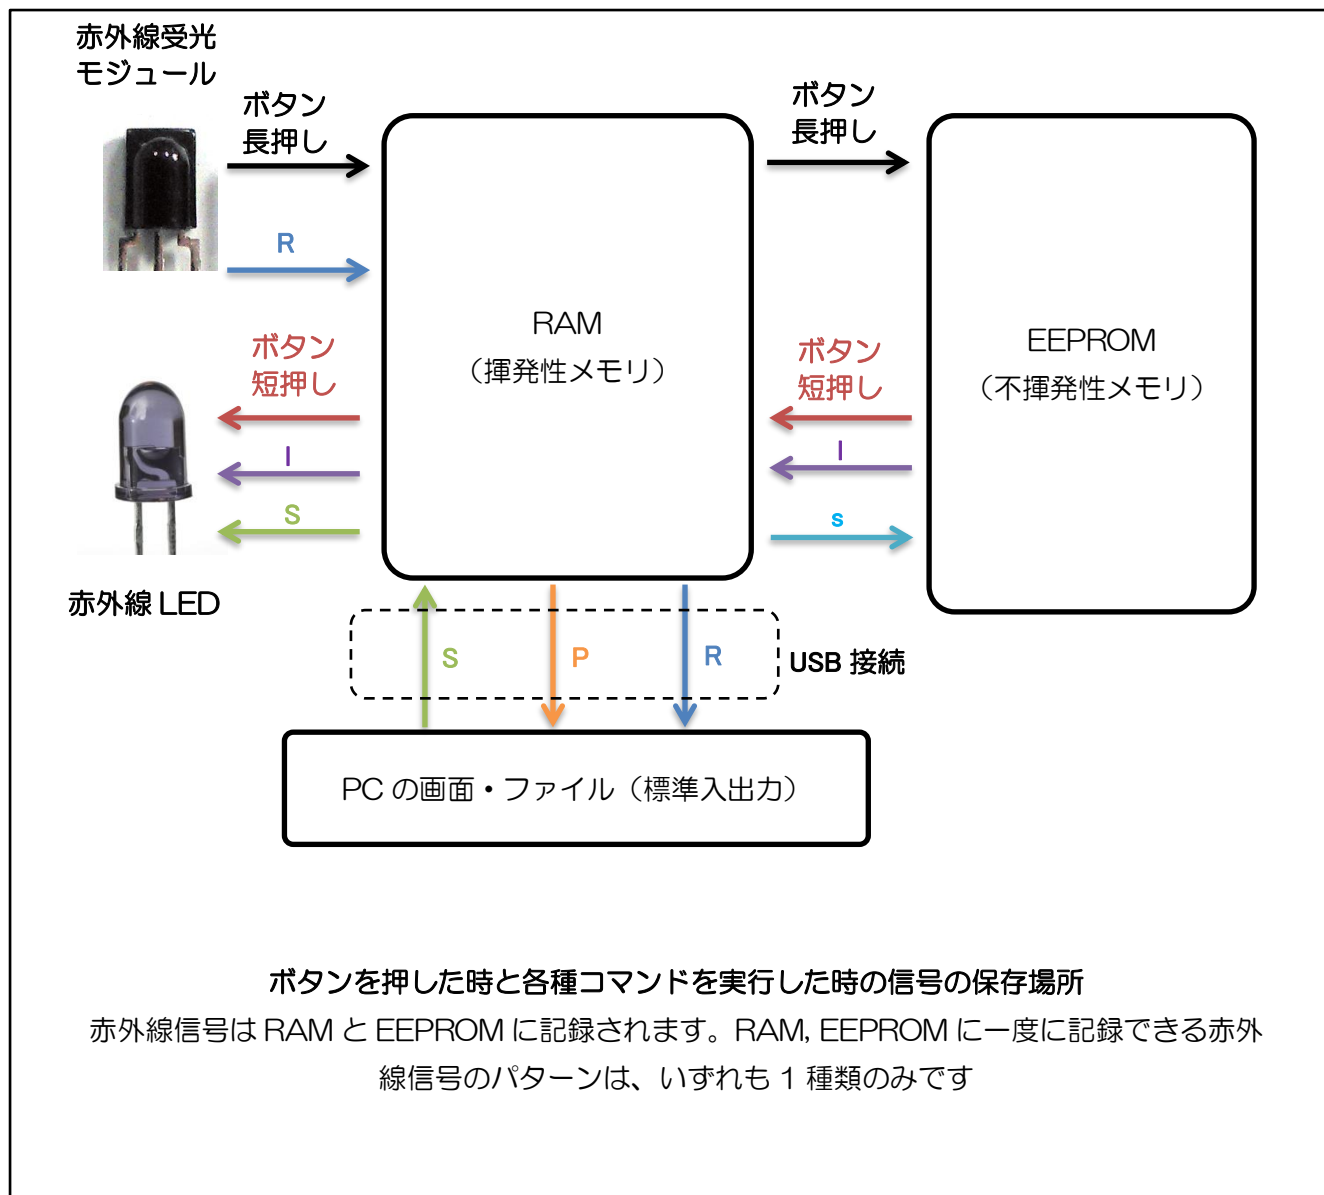 赤外線受光
モジュール
ボタン
長押し
ボタン
長押し
R
RAM
（揮発性メモリ）
EEPROM
（不揮発性メモリ）
ボタン
短押し
ボタン
短押し
I
I
S
s
赤外線 LED
S
P
R
USB 接続
PC の画面・ファイル（標準入出力）
ボタンを押した時と各種コマンドを実行した時の信号の保存場所
赤外線信号は RAM と EEPROM に記録されます。RAM, EEPROM に一度に記録できる赤外
線信号のパターンは、いずれも 1 種類のみです